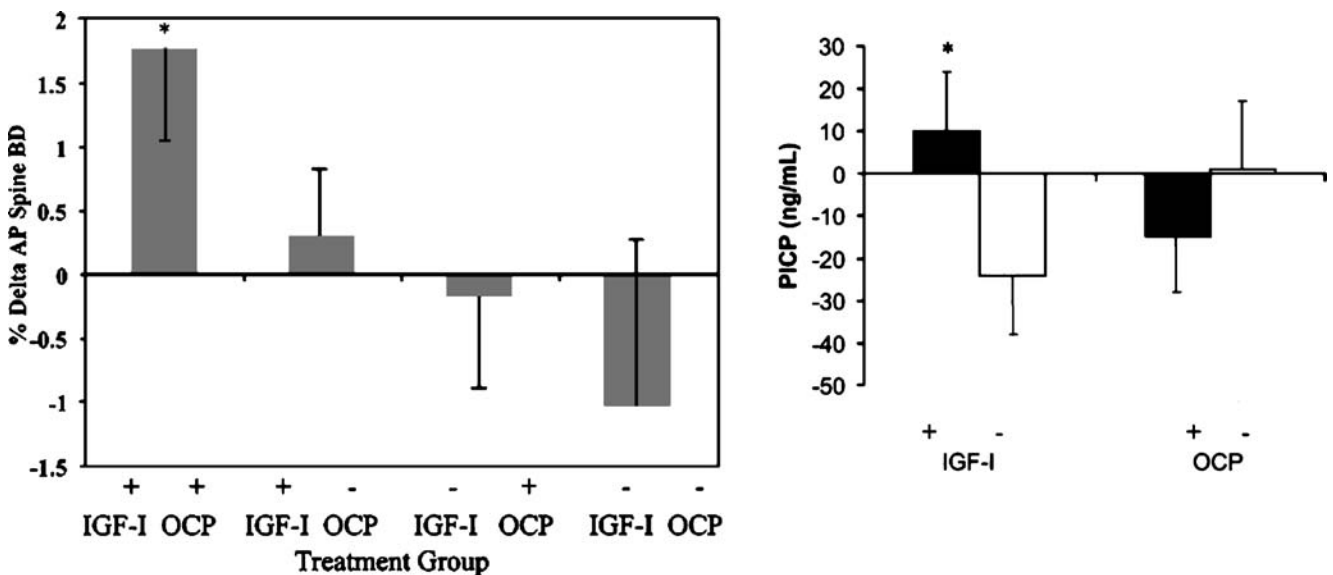 %
2
1.5
1
0.5
0
-0.5
-1
-1.5
% Delta AP Spine BD
*
+ + + - - + - -
IGF-I OCP IGF-I OCP IGF-I OCP IGF-I OCP
Treatment Group
30
20
10
0
-10
-20
-30
-40
-50
PICP (ng/mL)
*
+ - + -
IGF-I OCP